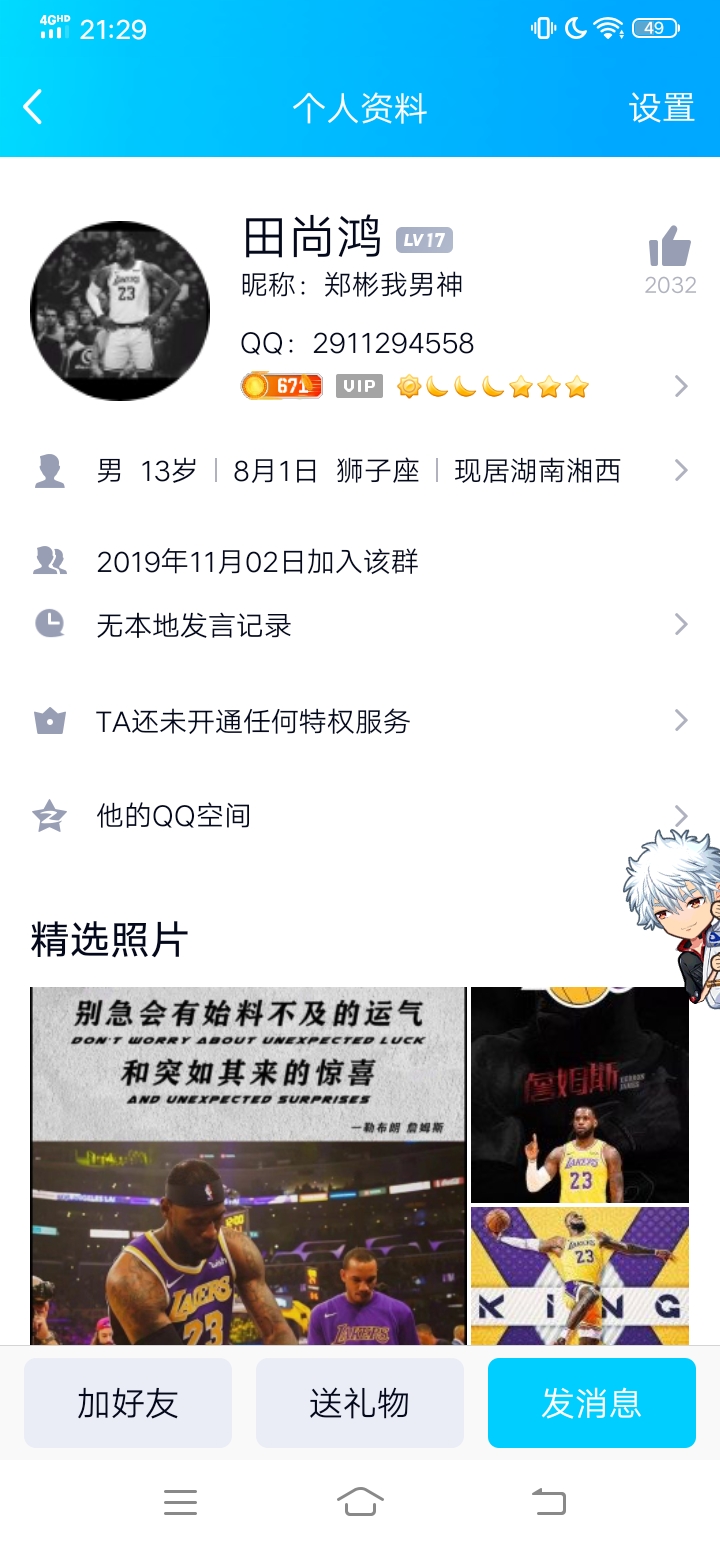 4GHD 21:29 49
个人资料 设置
田尚鸿 LV17
昵称：郑彬我男神 2032
QQ：2911294558
671 VIP
男 13岁 | 8月1日 狮子座 | 现居湖南湘西
2019年11月02日加入该群
无本地发言记录
TA还未开通任何特权服务
他的QQ空间
精选照片
别急会有始料不及的运气
DON'T WORRY ABOUT UNEXPECTED LUCK
和突如其来的惊喜
AND UNEXPECTED SURPRISES
—勒布朗 詹姆斯
LAKERS
23
LAKERS
詹姆斯
LAKERS
23
LAKERS
23
KING
加好友 送礼物 发消息